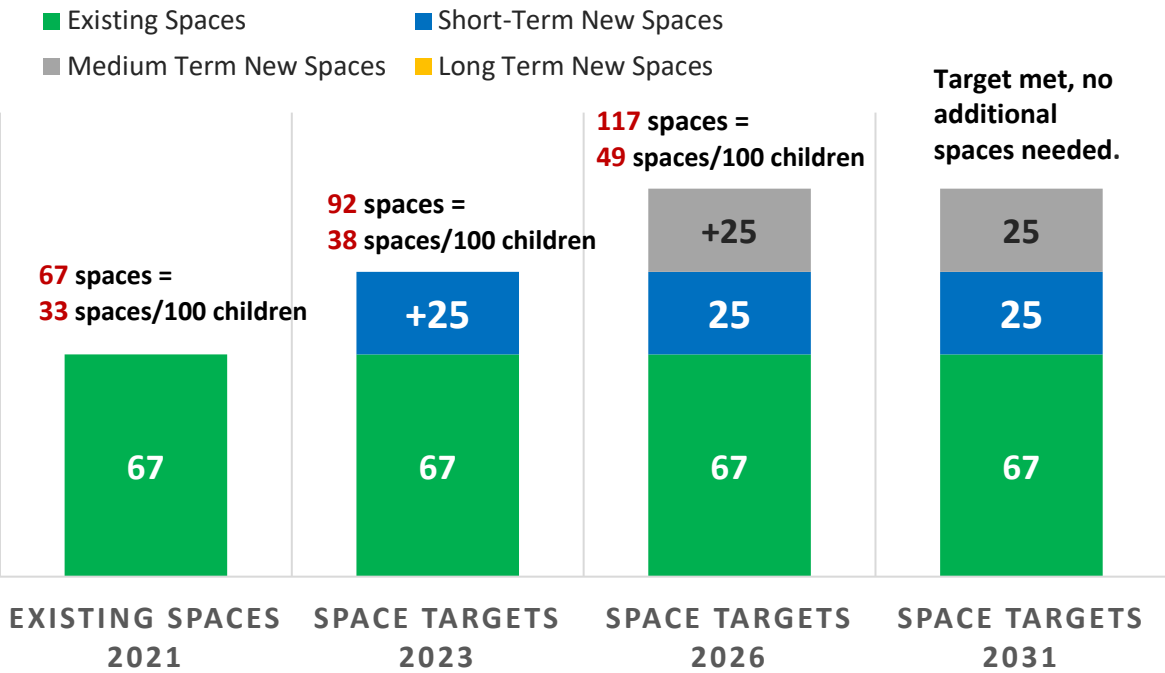 Existing Spaces
Short-Term New Spaces
Medium Term New Spaces
Long Term New Spaces
67 spaces =
33 spaces/100 children
92 spaces =
38 spaces/100 children
117 spaces =
49 spaces/100 children
Target met, no
additional
spaces needed.
67
+25
67
+25
25
67
25
25
67
EXISTING SPACES
2021
SPACE TARGETS
2023
SPACE TARGETS
2026
SPACE TARGETS
2031